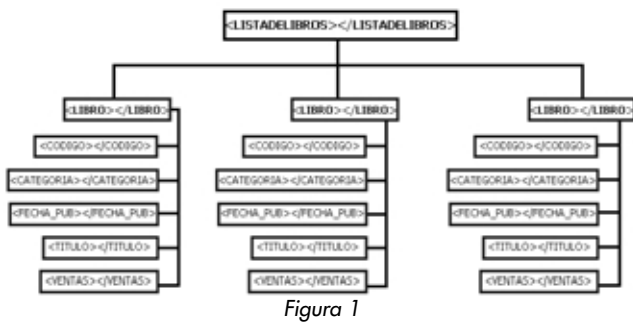 <LISTADELIBROS></LISTADELIBROS>
<LIBRO></LIBRO> <LIBRO></LIBRO> <LIBRO></LIBRO>
<CODIGO></CODIGO> <CODIGO></CODIGO> <CODIGO></CODIGO>
<CATEGORIA></CATEGORIA> <CATEGORIA></CATEGORIA> <CATEGORIA></CATEGORIA>
<FECHA_PUB></FECHA_PUB> <FECHA_PUB></FECHA_PUB> <FECHA_PUB></FECHA_PUB>
<TITULO></TITULO> <TITULO></TITULO> <TITULO></TITULO>
<VENTAS></VENTAS> <VENTAS></VENTAS> <VENTAS></VENTAS>
Figura 1